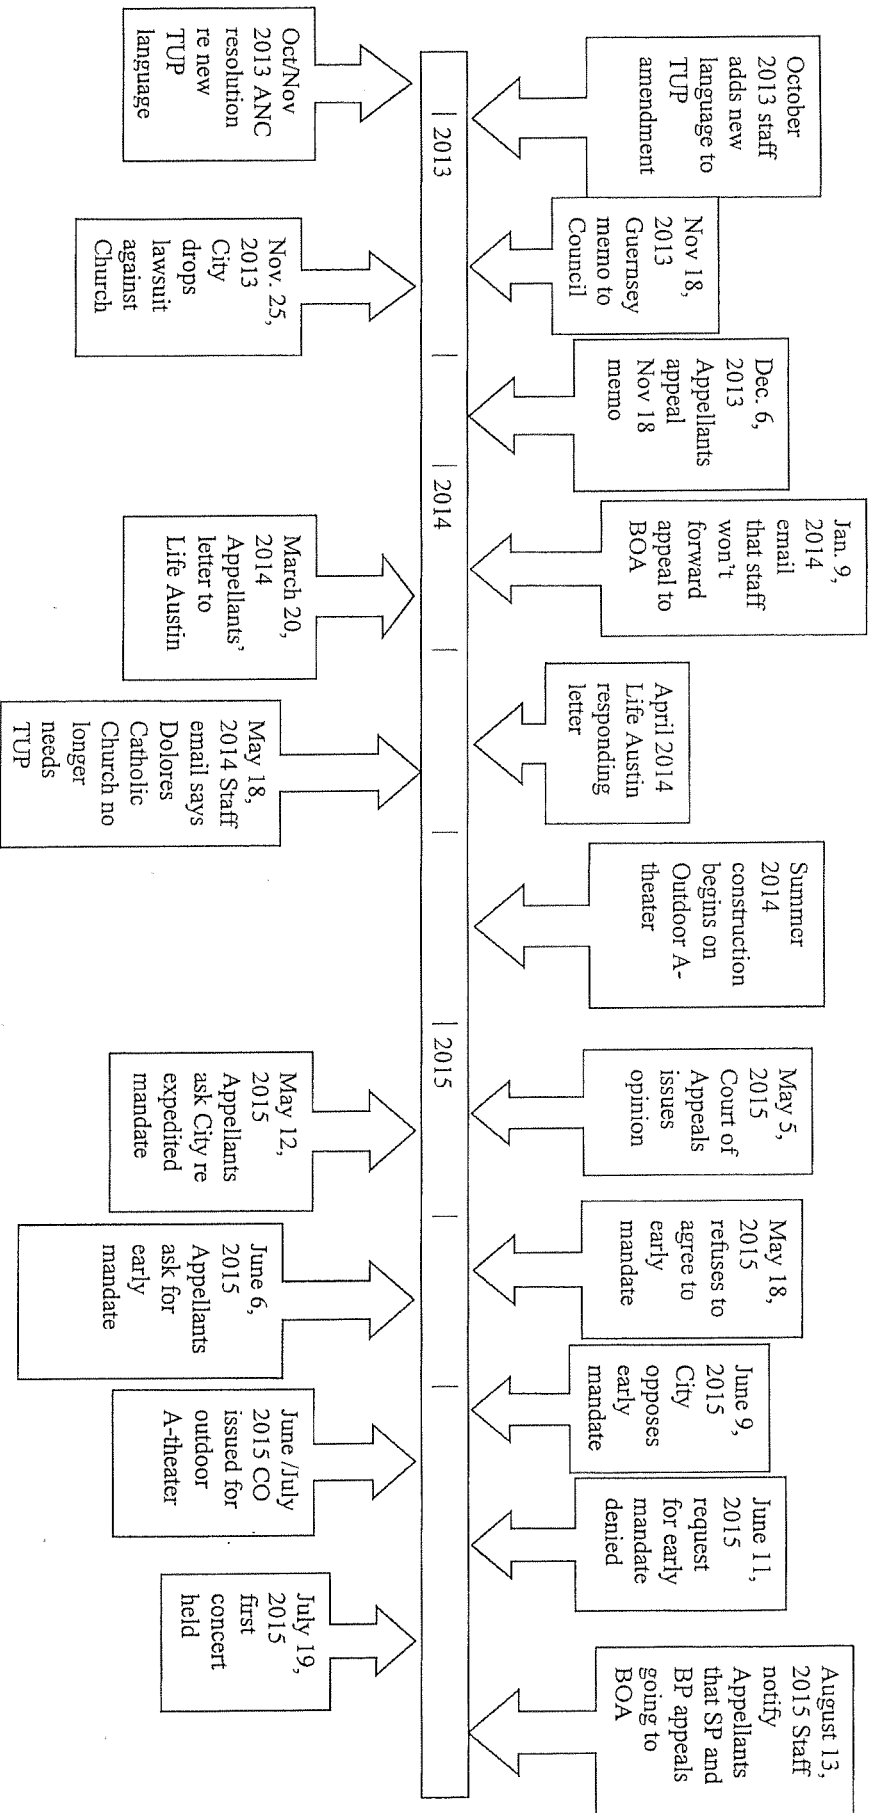 October
2013 staff
adds new
language to
TUP
amendment
Nov 18,
2013
Guernsey
memo to
Council
Dec. 6,
2013
Appellants
appeal
Nov 18
memo
Jan. 9,
2014
email
that staff
won't
forward
appeal to
BOA
April 2014
Life Austin
responding
letter
Summer
2014
construction
begins on
Outdoor A-
theater
May 5,
2015
Court of
Appeals
issues
opinion
May 18,
2015
refuses to
agree to
early
mandate
June 9,
2015
City
opposes
early
mandate
June 11,
2015
request
for early
mandate
denied
August 13,
2015 Staff
notify
Appellants
that SP and
BP appeals
going to
BOA
2013
2014
2015
Oct/Nov
2013 ANC
resolution
re new
TUP
language
Nov. 25,
2013
City
drops
lawsuit
against
Church
March 20,
2014
Appellants'
letter to
Life Austin
May 18,
2014 Staff
email says
Dolores
Catholic
Church no
longer
needs
TUP
May 12,
2015
Appellants
ask City re
expedited
mandate
June 6,
2015
Appellants
ask for
early
mandate
June /July
2015 CO
issued for
outdoor
A-theater
July 19,
2015
first
concert
held